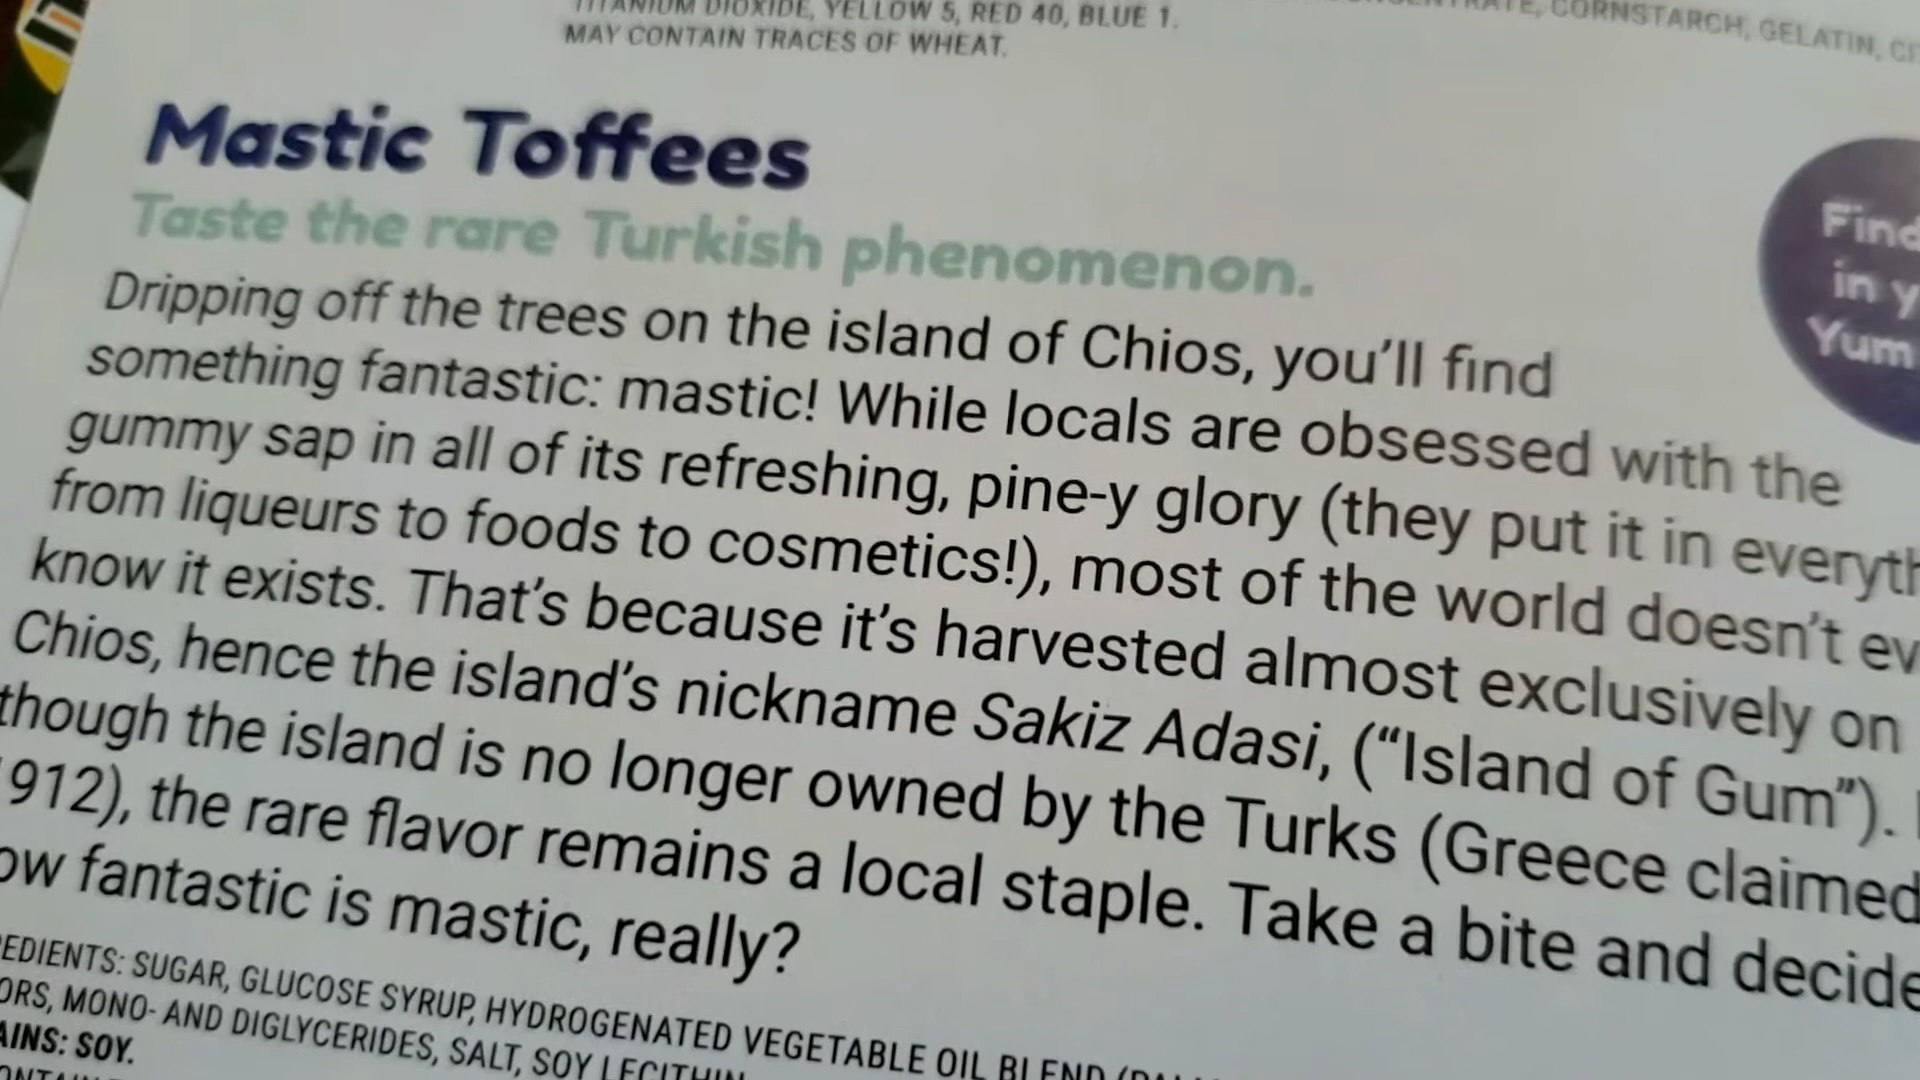 TITANIUM DIOXIDE, YELLOW 5, RED 40, BLUE 1.
MAY CONTAIN TRACES OF WHEAT.
CORNSTARCH, GELATIN,
Mastic Toffees
Taste the rare Turkish phenomenon.
Dripping off the trees on the island of Chios, you'll find
something fantastic: mastic! While locals are obsessed with the
gummy sap in all of its refreshing, pine-y glory (they put it in everyth
from liqueurs to foods to cosmetics!), most of the world doesn't ev
know it exists. That's because it's harvested almost exclusively on
Chios, hence the island's nickname Sakiz Adasi, ("Island of Gum").
though the island is no longer owned by the Turks (Greece claimed
912), the rare flavor remains a local staple. Take a bite and decide
ow fantastic is mastic, really?
Find
in y
Yum
EDIENTS: SUGAR, GLUCOSE SYRUP, HYDROGENATED VEGETABLE OIL BLEND
ORS, MONO- AND DIGLYCERIDES, SALT, SOY LECITHIN
AINS: SOY.